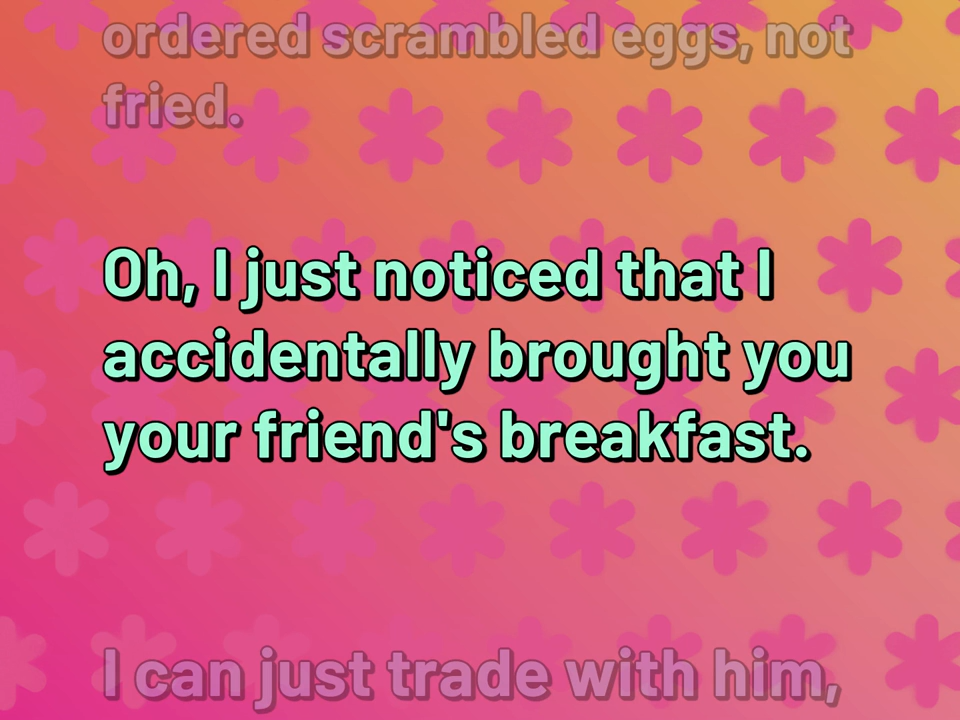 ordered scrambled eggs, not
fried.
Oh, I just noticed that I
accidentally brought you
your friend's breakfast.
I can just trade with him,